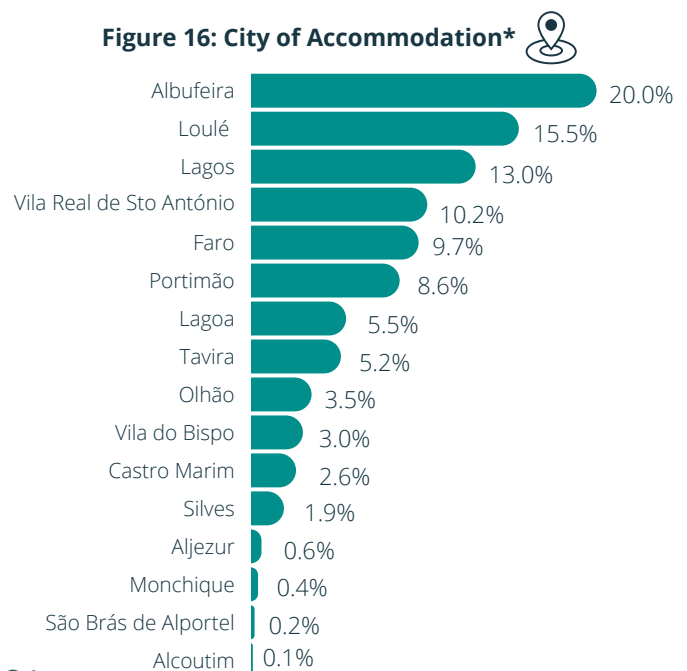 Figure 16: City of Accommodation*
Albufeira 20.0%
Loulé 15.5%
Lagos 13.0%
Vila Real de Sto António 10.2%
Faro 9.7%
Portimão 8.6%
Lagoa 5.5%
Tavira 5.2%
Olhão 3.5%
Vila do Bispo 3.0%
Castro Marim 2.6%
Silves 1.9%
Aljezur 0.6%
Monchique 0.4%
São Brás de Alportel 0.2%
Alcoutim 0.1%